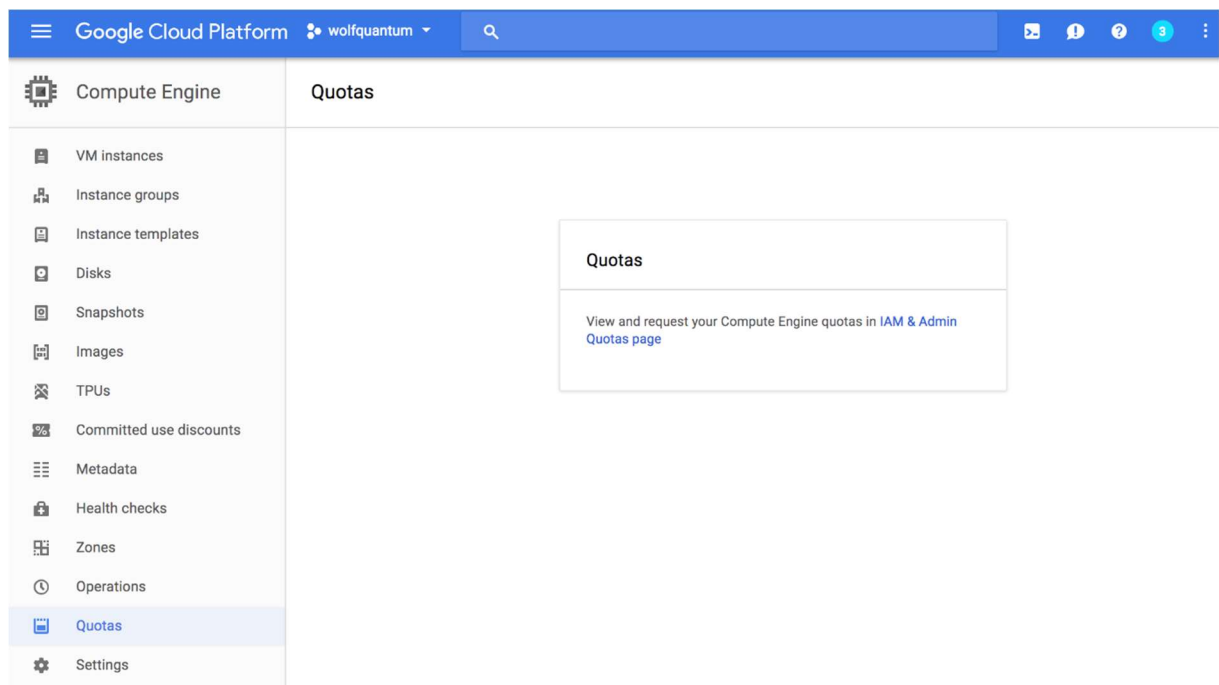 Google Cloud Platform
wolfquantum
3
Compute Engine
Quotas
VM instances
Instance groups
Instance templates
Disks
Snapshots
Images
TPUs
Committed use discounts
Metadata
Health checks
Zones
Operations
Quotas
Settings
Quotas
View and request your Compute Engine quotas in IAM & Admin
Quotas page